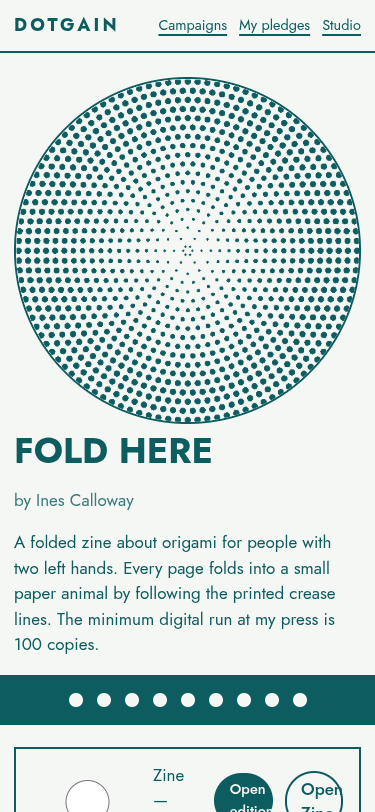 DOTGAIN
Campaigns My pledges Studio
FOLD HERE
by Ines Calloway
A folded zine about origami for people with
two left hands. Every page folds into a small
paper animal by following the printed crease
lines. The minimum digital run at my press is
100 copies.
Zine
—
Open
edition
Open
Zine